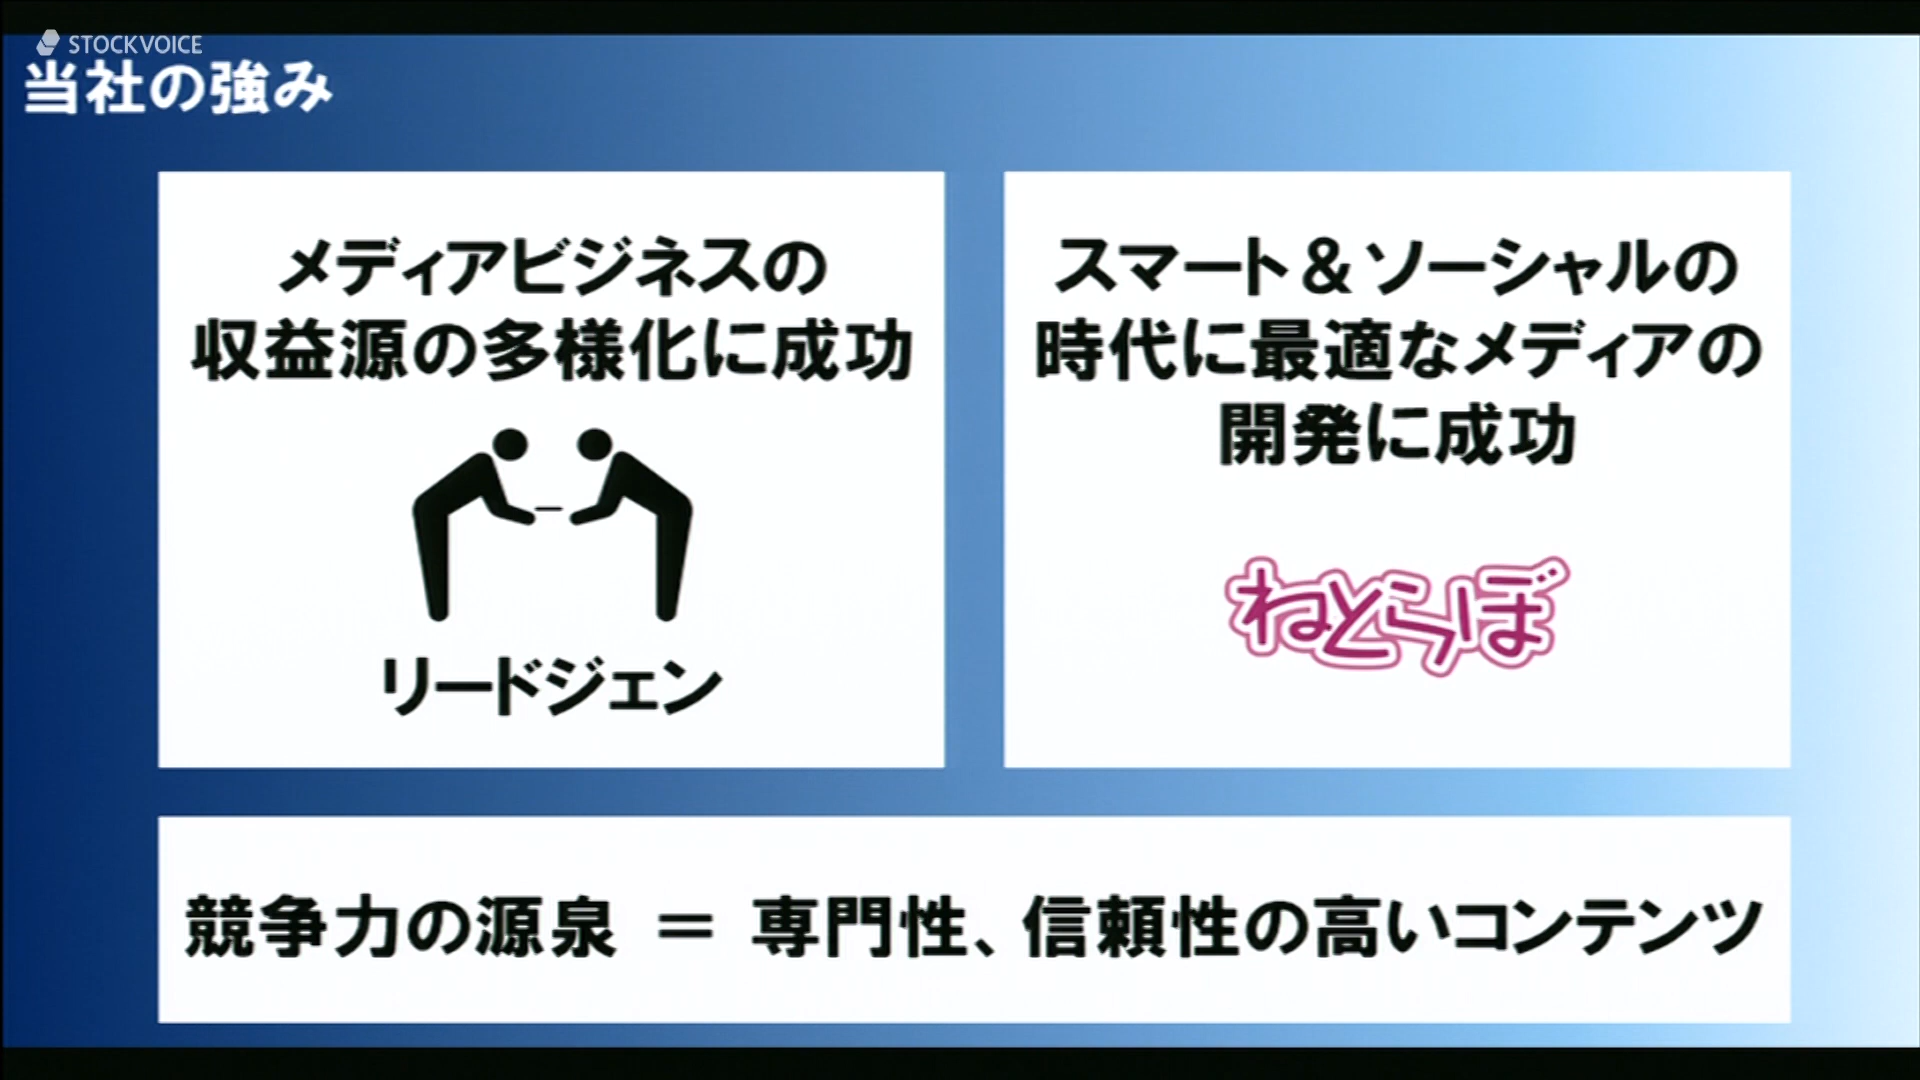 STOCKVOICE
当社の強み
メディアビジネスの
収益源の多様化に成功
リードジェン
スマート＆ソーシャルの
時代に最適なメディアの
開発に成功
ねとらぼ
競争力の源泉 ＝ 専門性、信頼性の高いコンテンツ